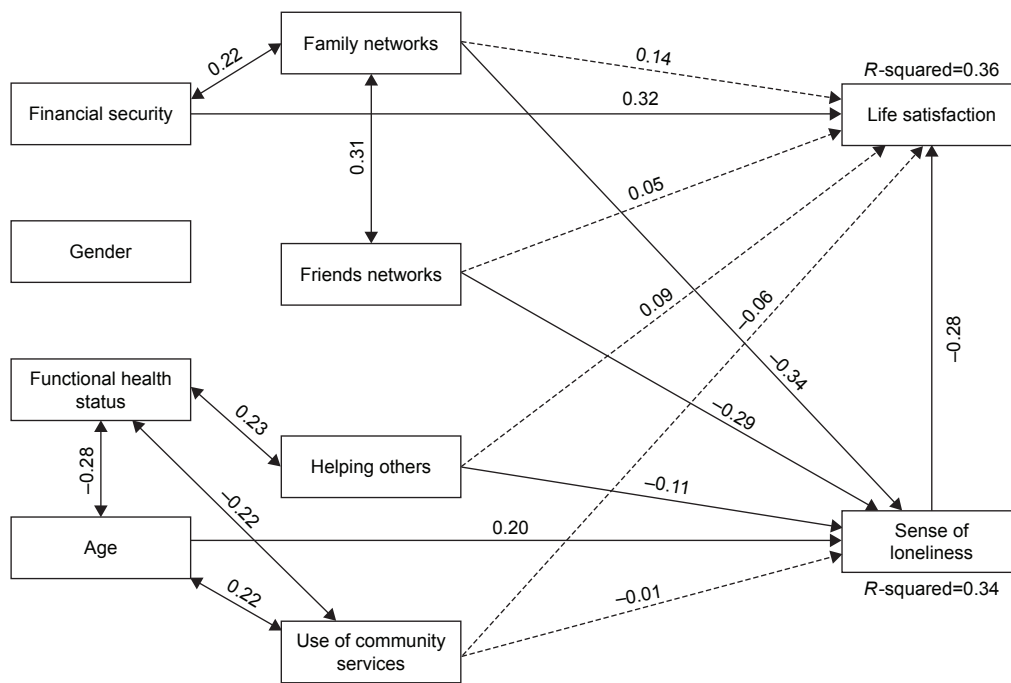 Family networks
0.22
0.14
R-squared=0.36
Financial security
0.32
Life satisfaction
0.31
0.05
Gender
Friends networks
0.09
–0.06
–0.28
Functional health
status
–0.34
0.23
–0.29
–0.28
Helping others
–0.11
–0.22
Age
0.20
Sense of
loneliness
0.22
–0.01
R-squared=0.34
Use of community
services